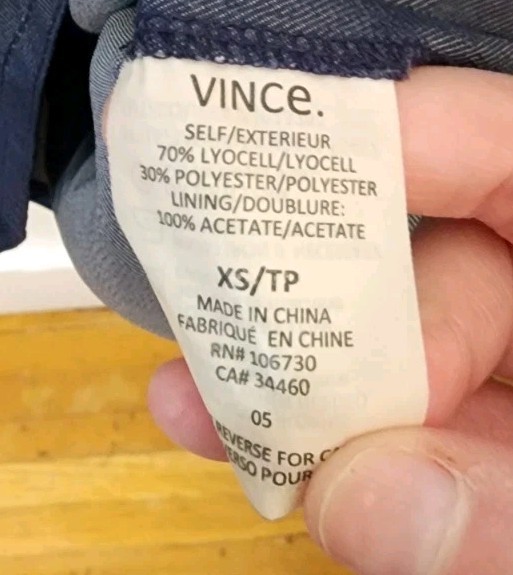 VINCe.
SELF/EXTERIEUR
70% LYOCELL/LYOCELL
30% POLYESTER/POLYESTER
LINING/DOUBLURE:
100% ACETATE/ACETATE
XS/TP
MADE IN CHINA
FABRIQUÉ EN CHINE
RN# 106730
CA# 34460
05
REVERSE FOR
POUR